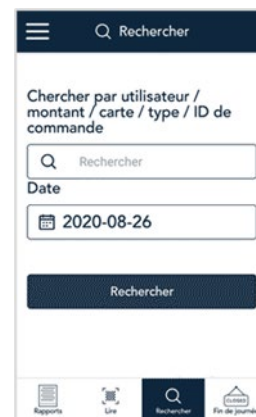 Rechercher
Chercher par utilisateur /
montant / carte / type / ID de
commande
Rechercher
Date
2020-08-26
Rechercher
Rapports
Lire
Rechercher
CLOSED
Fin de journée